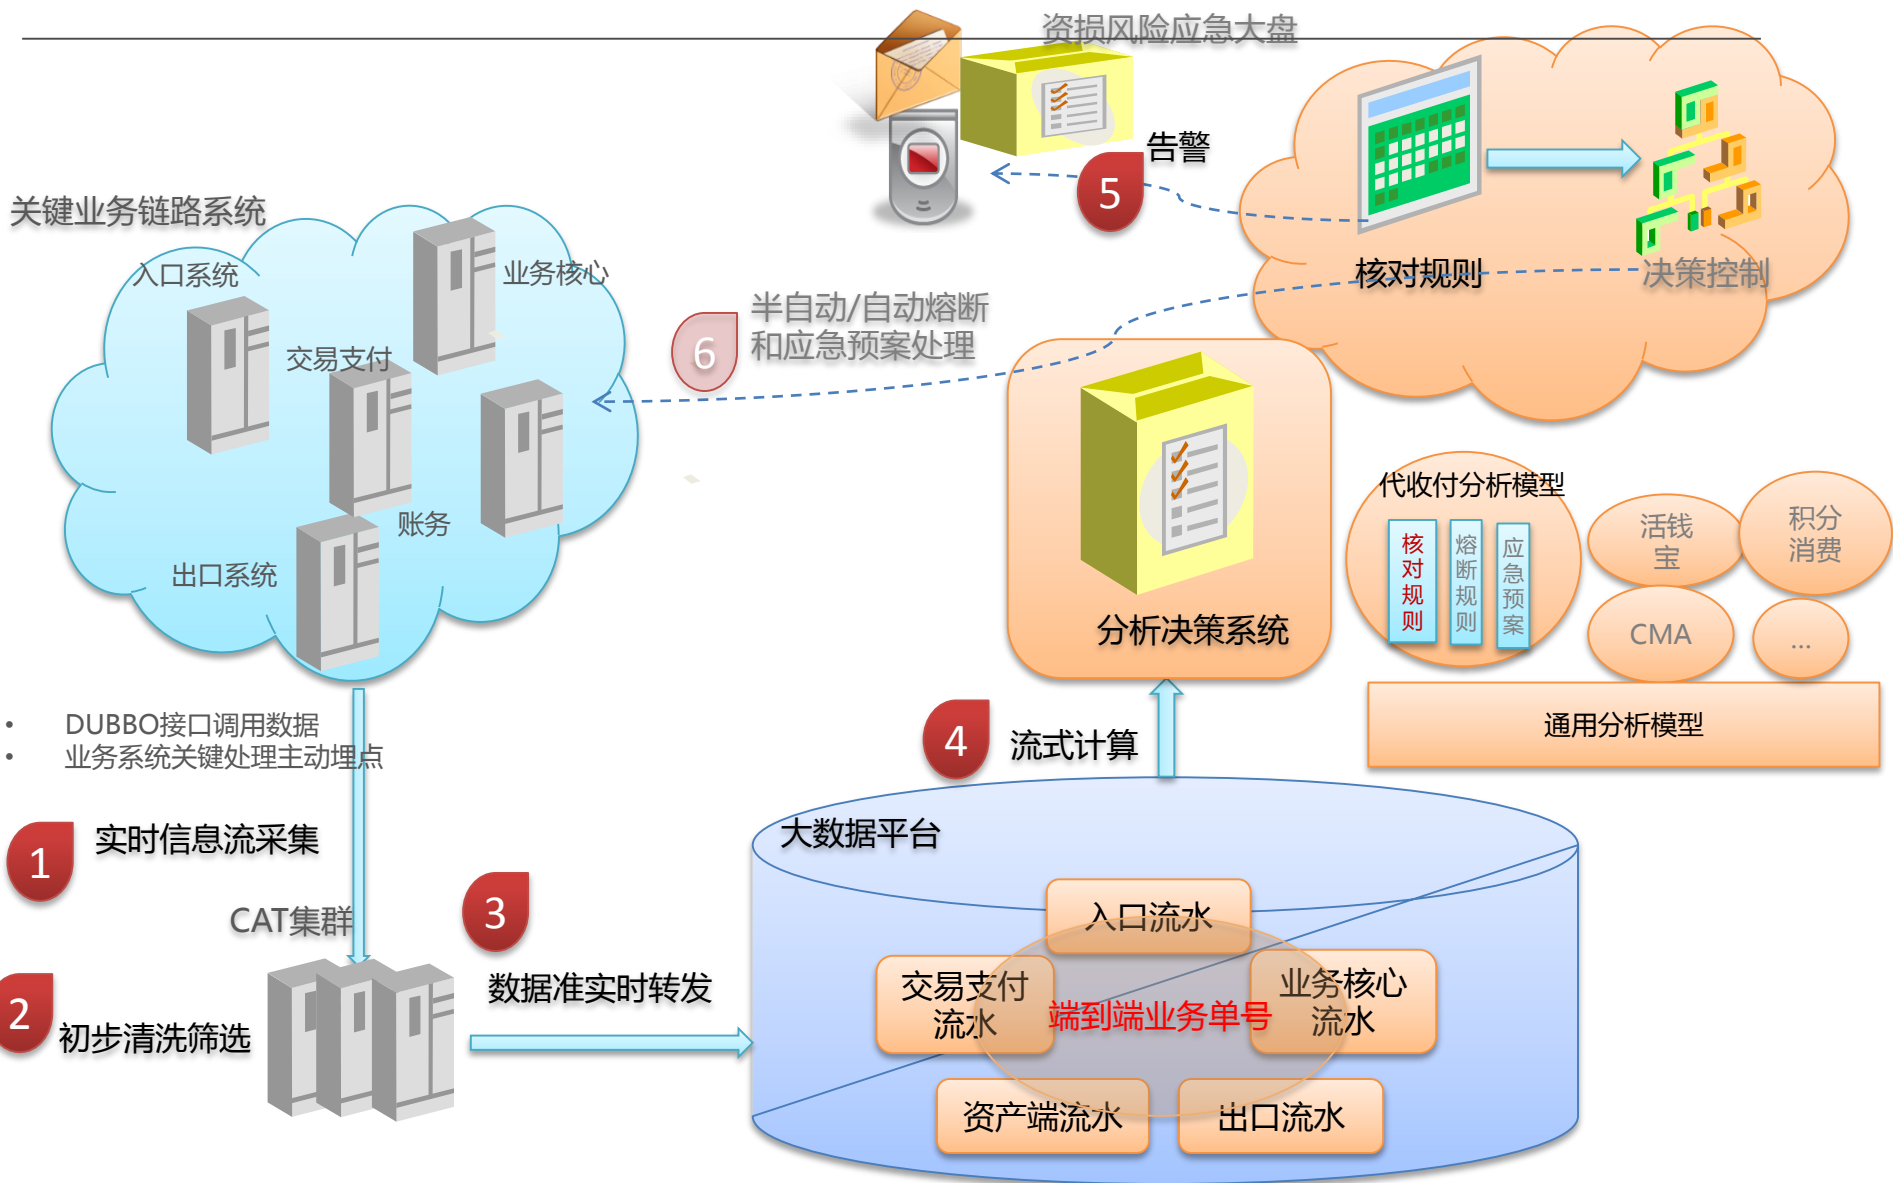 资损风险应急大盘
告警
5
核对规则
决策控制
关键业务链路系统
入口系统
业务核心
交易支付
账务
出口系统
6
半自动/自动熔断
和应急预案处理
分析决策系统
代收付分析模型
核对规则
熔断规则
应急预案
活钱
宝
积分
消费
CMA
...
通用分析模型
• DUBBO接口调用数据
• 业务系统关键处理主动埋点
4
流式计算
1
实时信息流采集
CAT集群
2
初步清洗筛选
3
数据准实时转发
大数据平台
入口流水
交易支付
流水
业务核心
流水
端到端业务单号
资产端流水
出口流水